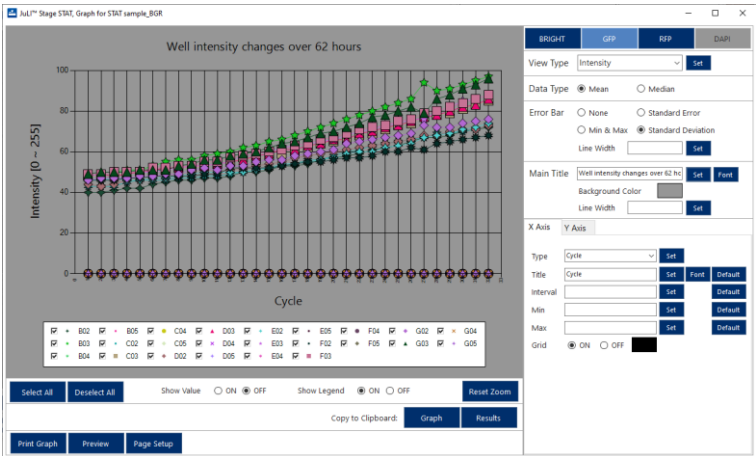 JuLI™ Stage STAT, Graph for STAT sample_BGR
Well intensity changes over 62 hours
Intensity [0 ~ 255]
100
80
60
40
20
0
Cycle
B02 B05 C04 D03 E02 E05 F04 G02 G04
B03 C02 C05 D04 E03 F02 F05 G03 G05
B04 C03 D02 D05 E04 F03
Select All Deselect All Show Value ON OFF Show Legend ON OFF Reset Zoom
Copy to Clipboard: Graph Results
Print Graph Preview Page Setup
BRIGHT GFP RFP DAPI
View Type Intensity Set
Data Type Mean Median
Error Bar None Standard Error
Min & Max Standard Deviation
Line Width Set
Main Title Well intensity changes over 62 hc Set Font
Background Color
Line Width Set
X Axis Y Axis
Type Cycle Set
Title Cycle Set Font Default
Interval Set Default
Min Set Default
Max Set Default
Grid ON OFF